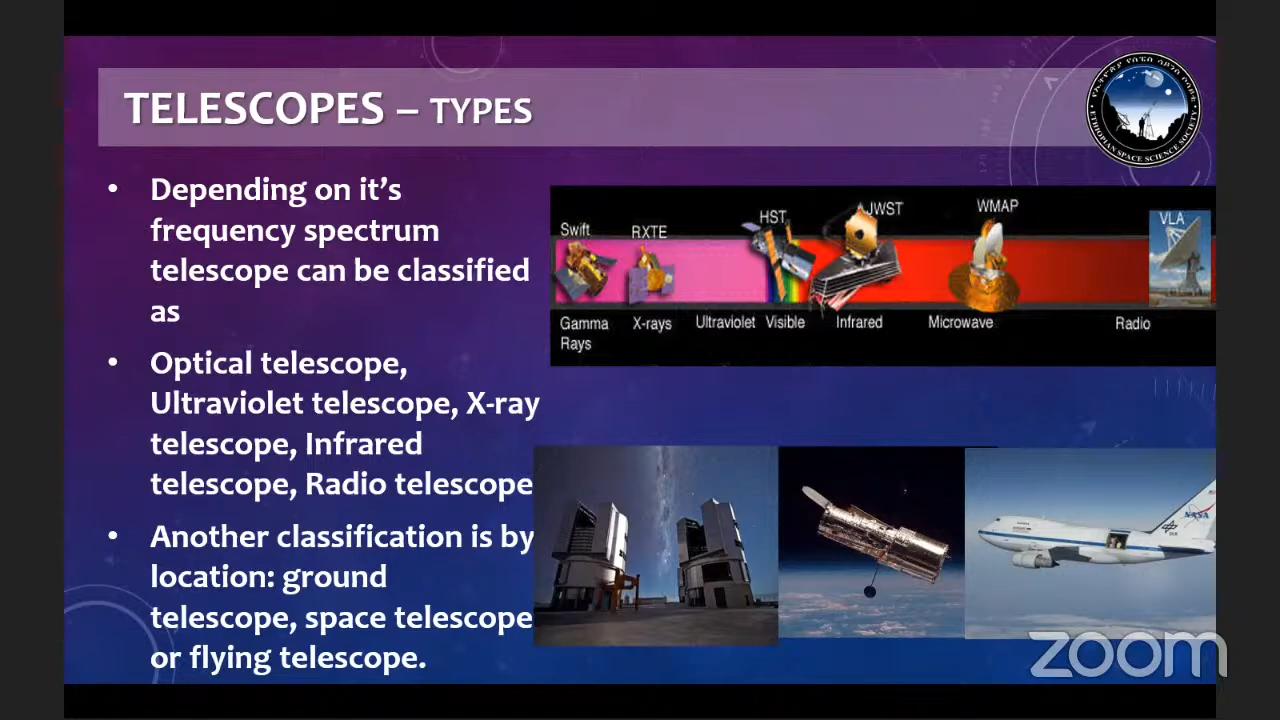 TELESCOPES – TYPES
• Depending on it’s
frequency spectrum
telescope can be classified
as
• Optical telescope,
Ultraviolet telescope, X-ray
telescope, Infrared
telescope, Radio telescope
• Another classification is by
location: ground
telescope, space telescope
or flying telescope.
ETHIOPIAN SPACE SCIENCE SOCIETY
Swift
RXTE
HST
JWST
WMAP
VLA
Gamma
Rays
X-rays
Ultraviolet
Visible
Infrared
Microwave
Radio
NASA
zoom